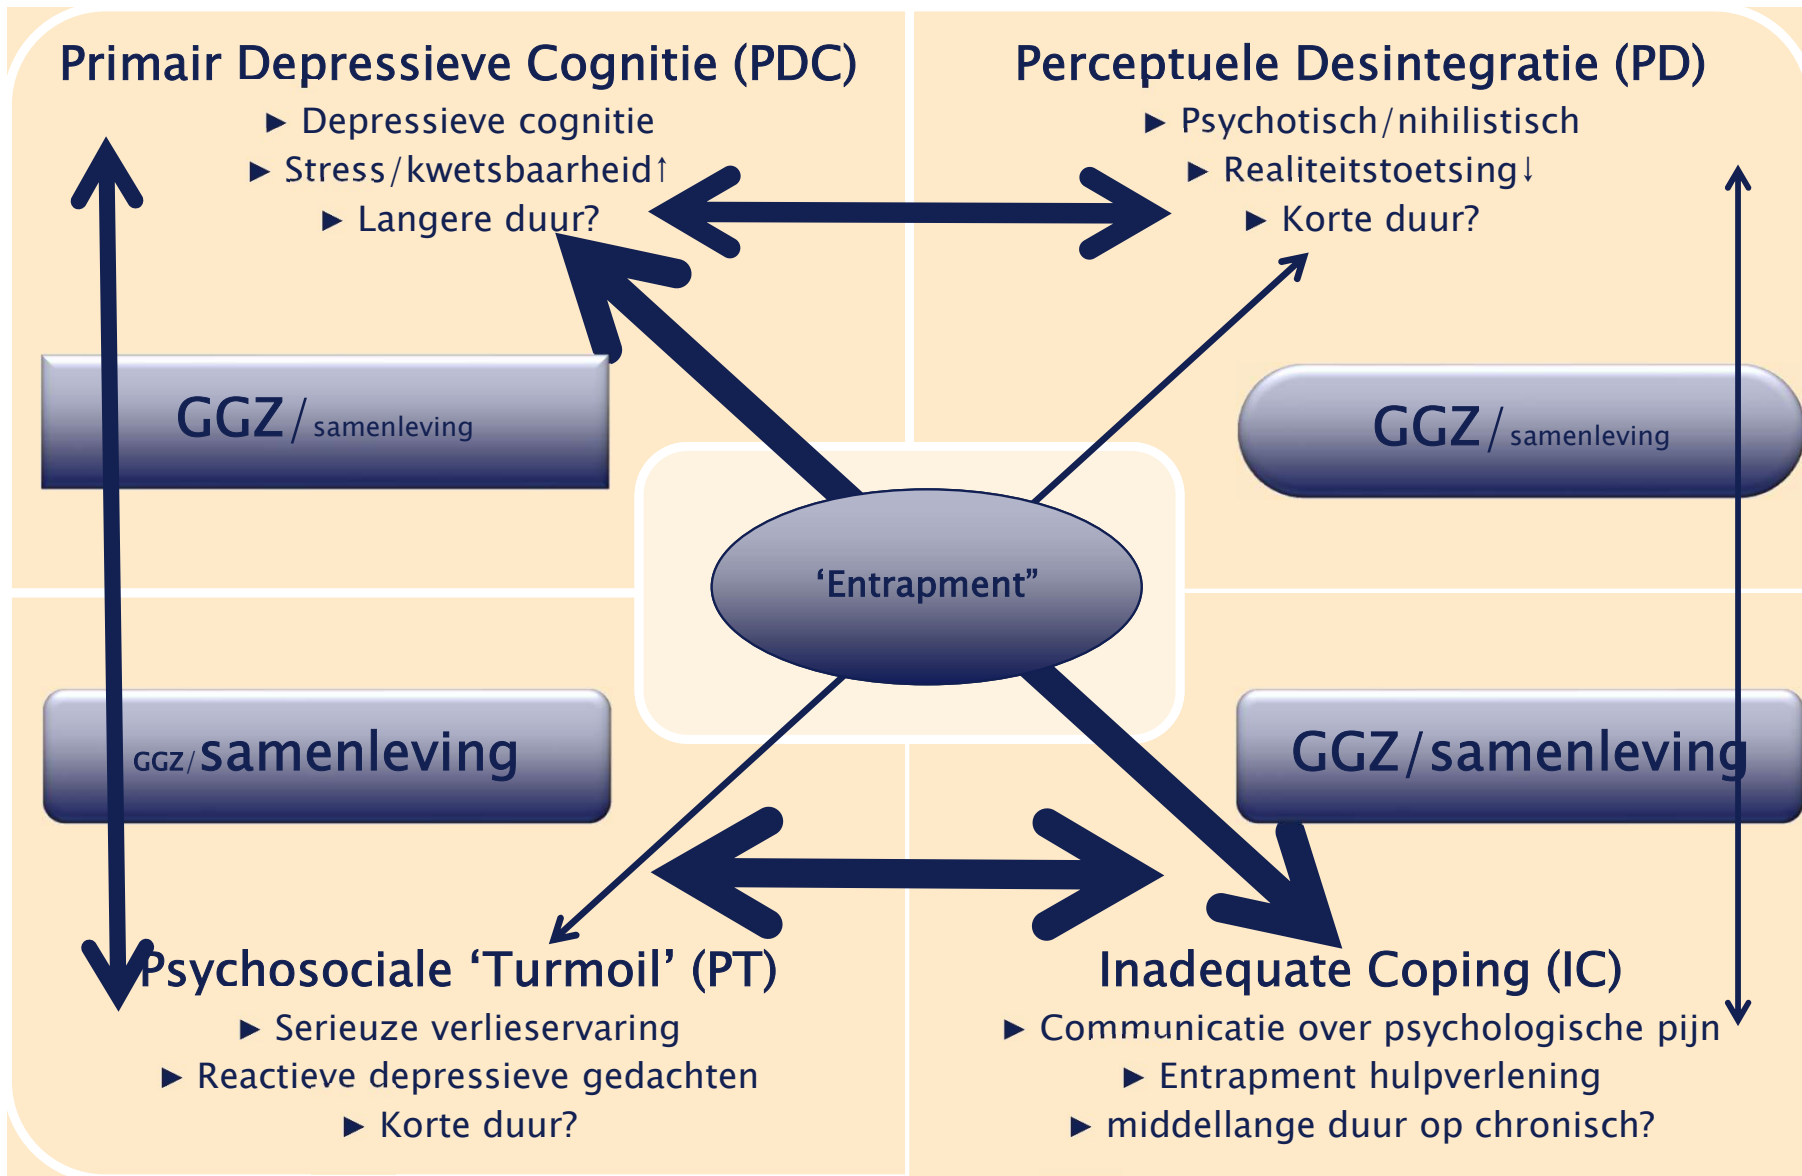 Primair Depressieve Cognitie (PDC)
► Depressieve cognitie
► Stress/kwetsbaarheid↑
► Langere duur?
GGZ/ samenleving
Perceptuele Desintegratie (PD)
► Psychotisch/nihilistisch
► Realiteitstoetsing↓
► Korte duur?
GGZ/ samenleving
‘Entrapment”
GGZ/samenleving
Psychosociale ‘Turmoil’ (PT)
► Serieuze verlieservaring
► Reactieve depressieve gedachten
► Korte duur?
GGZ/samenleving
Inadequate Coping (IC)
► Communicatie over psychologische pijn
► Entrapment hulpverlening
► middellange duur op chronisch?